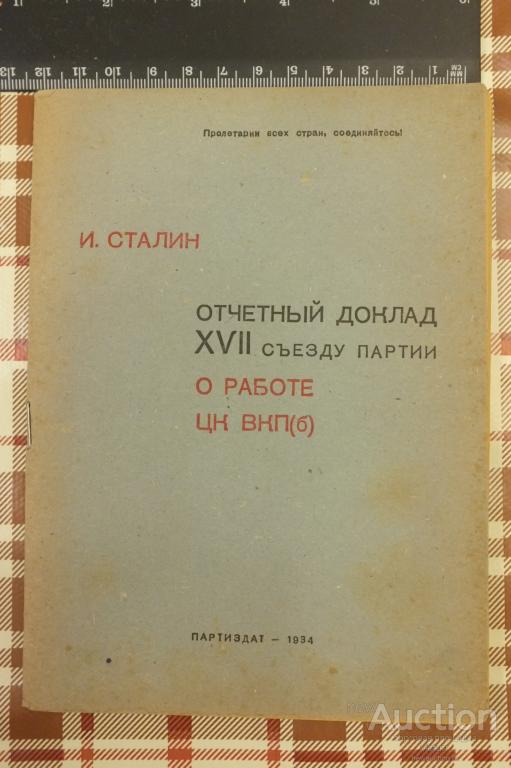 Пролетарии всех стран, соединяйтесь!
И. СТАЛИН
ОТЧЕТНЫЙ ДОКЛАД
XVII СЪЕЗДУ ПАРТИИ
О РАБОТЕ
ЦК ВКП(б)
ПАРТИЗДАТ — 1934
Auction